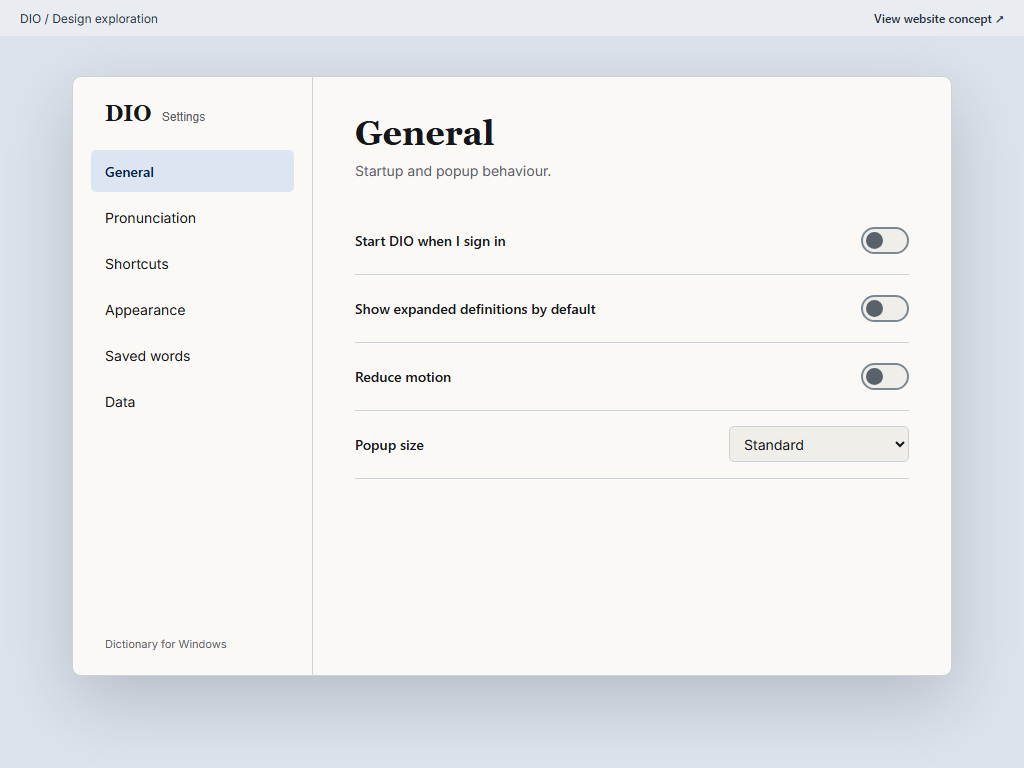 DIO / Design exploration
View website concept ↗
DIO Settings
General
Pronunciation
Shortcuts
Appearance
Saved words
Data
Dictionary for Windows
General
Startup and popup behaviour.
Start DIO when I sign in
Show expanded definitions by default
Reduce motion
Popup size
Standard